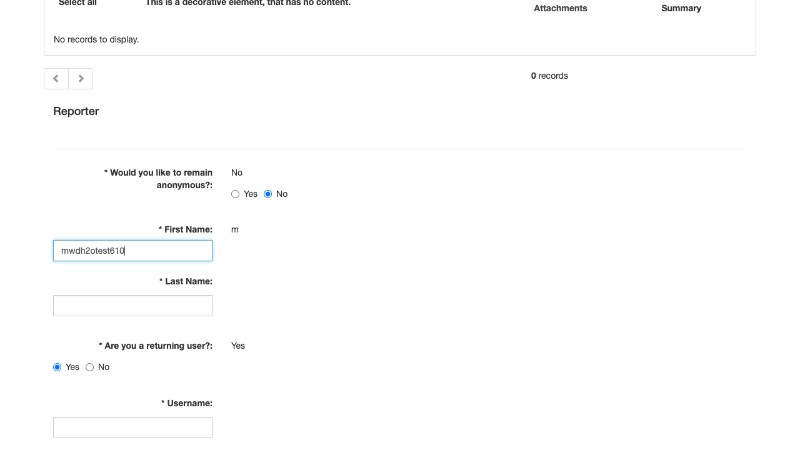 Select all
This is a decorative element, that has no content.
Attachments
Summary
No records to display.
0 records
Reporter
* Would you like to remain
anonymous?:
No
Yes No
* First Name:
m
mwdh2otest610
* Last Name:
* Are you a returning user?:
Yes
Yes No
* Username: